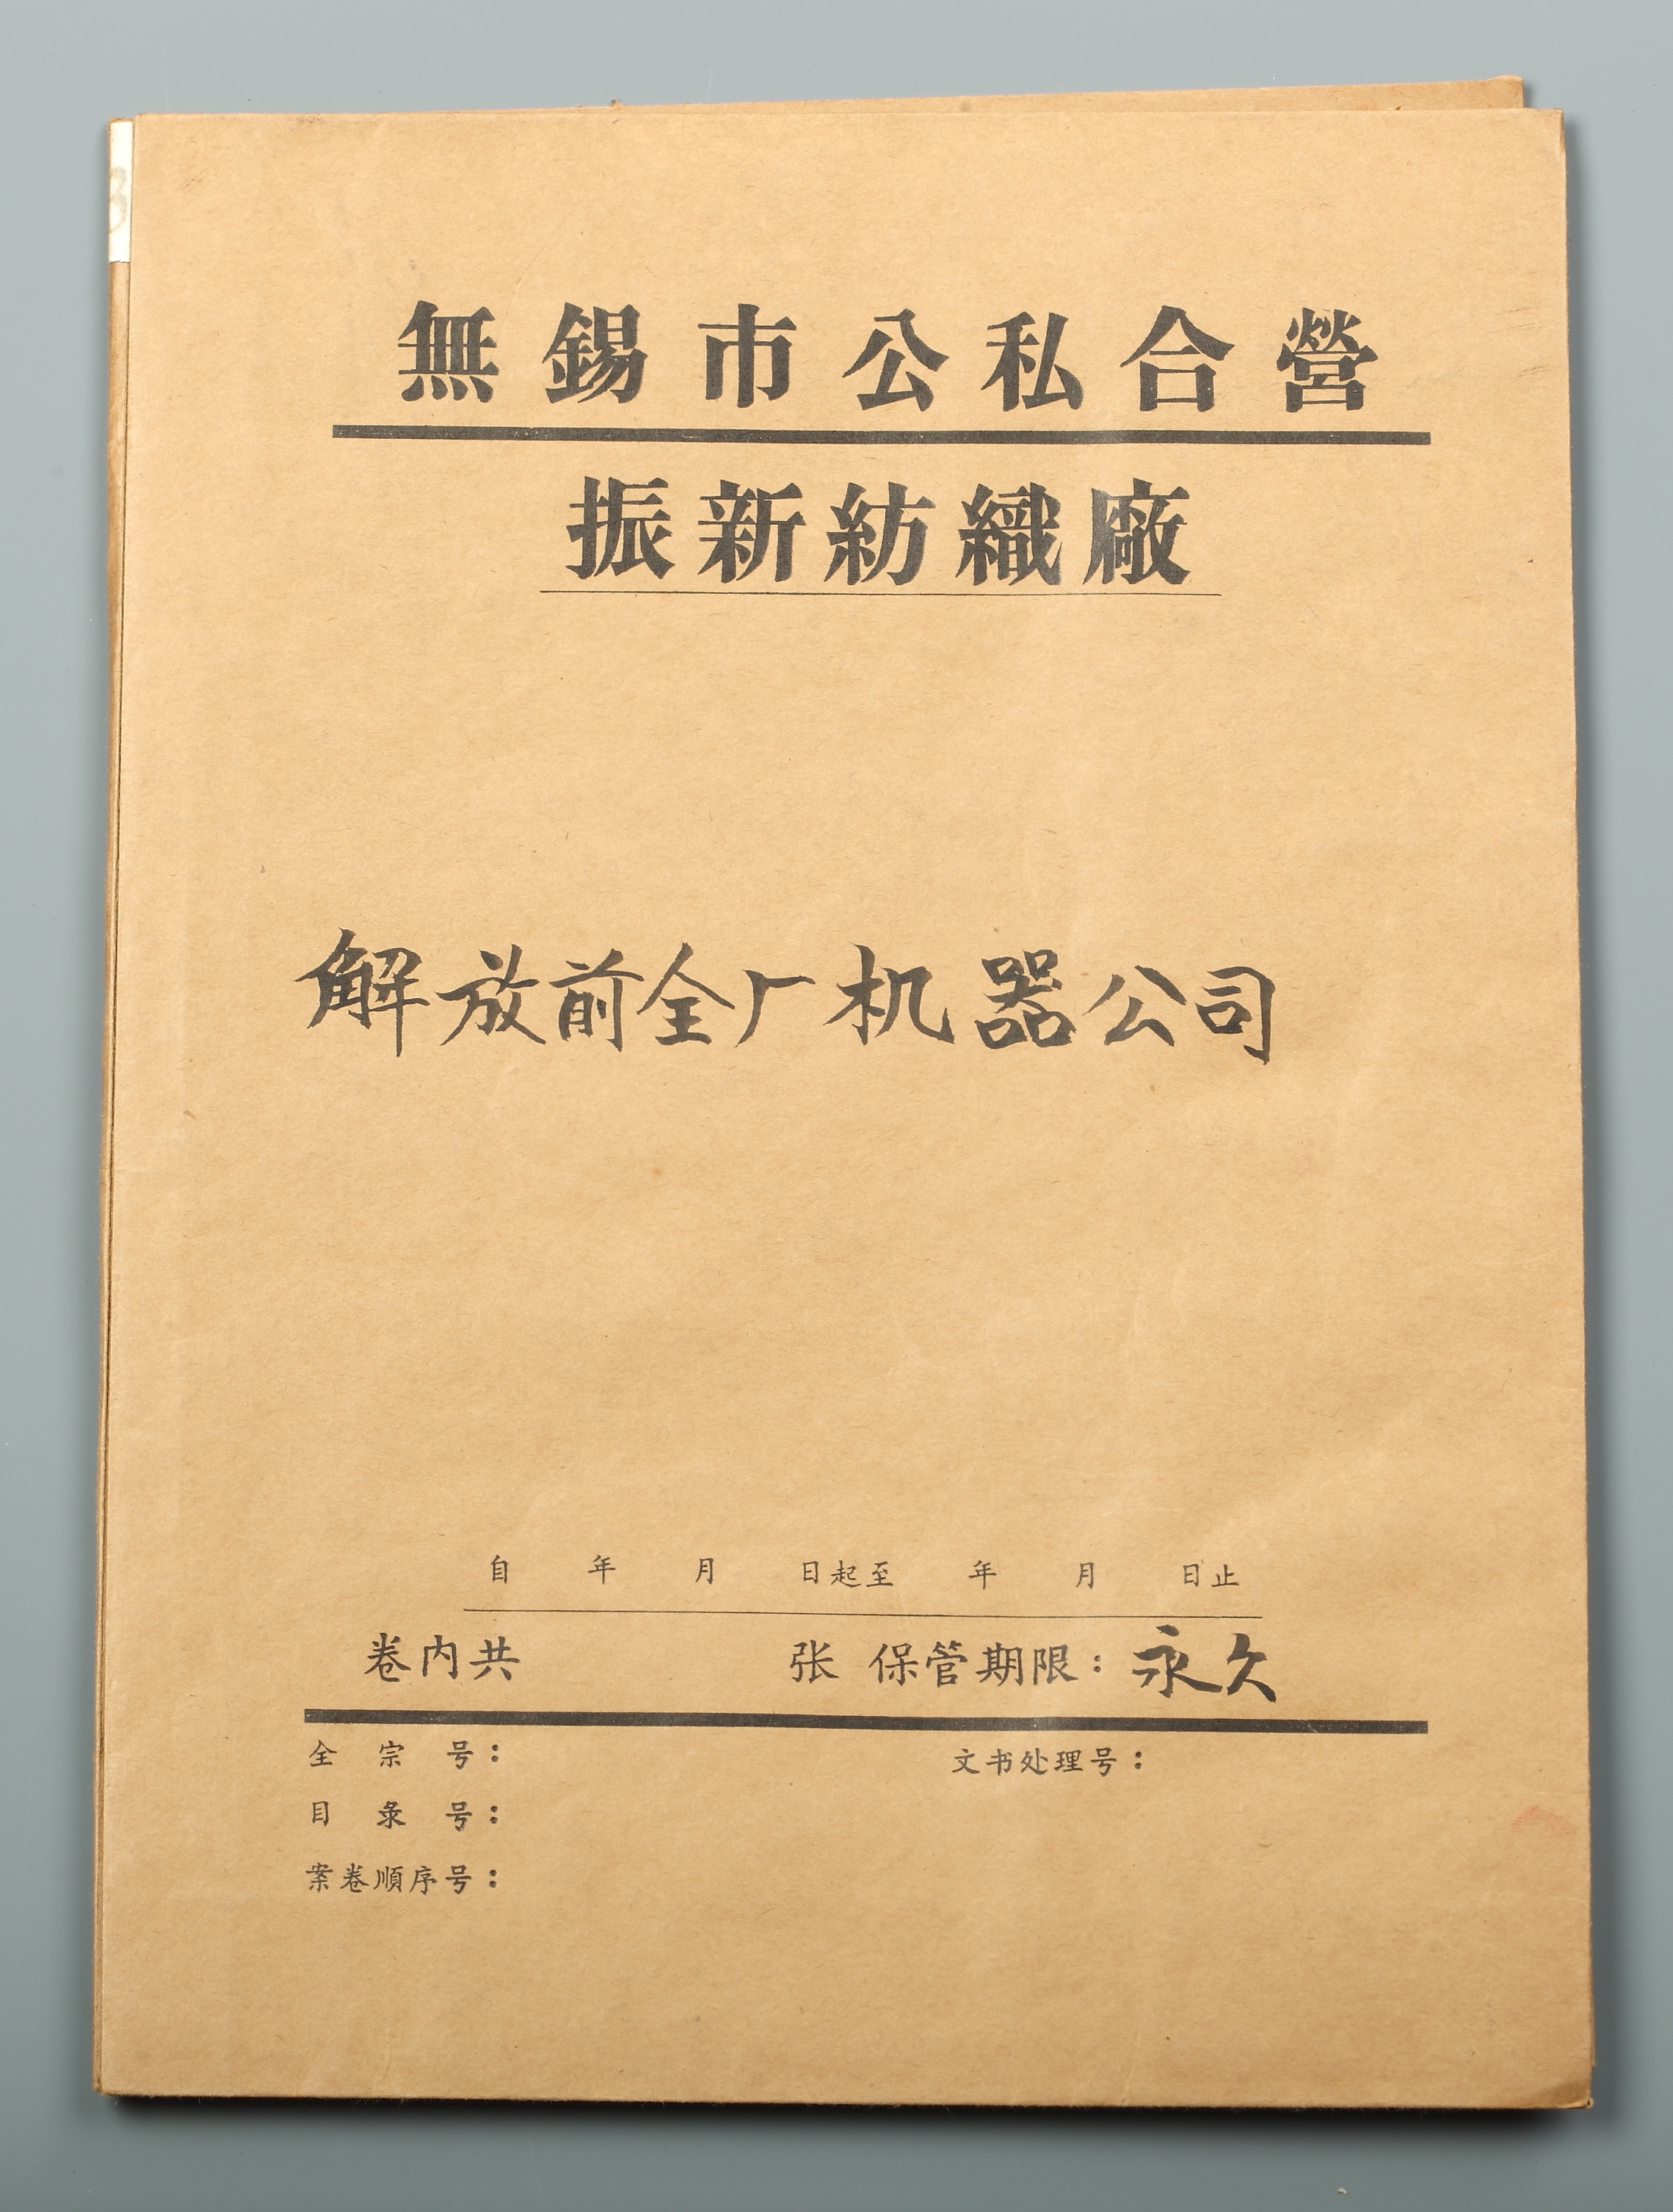 無錫市公私合營
振新紡織廠
解放前全厂机器公司
自 年 月 日起至 年 月 日止
卷内共 张 保管期限：永久
全宗号： 文书处理号：
目录号：
案卷順序号：